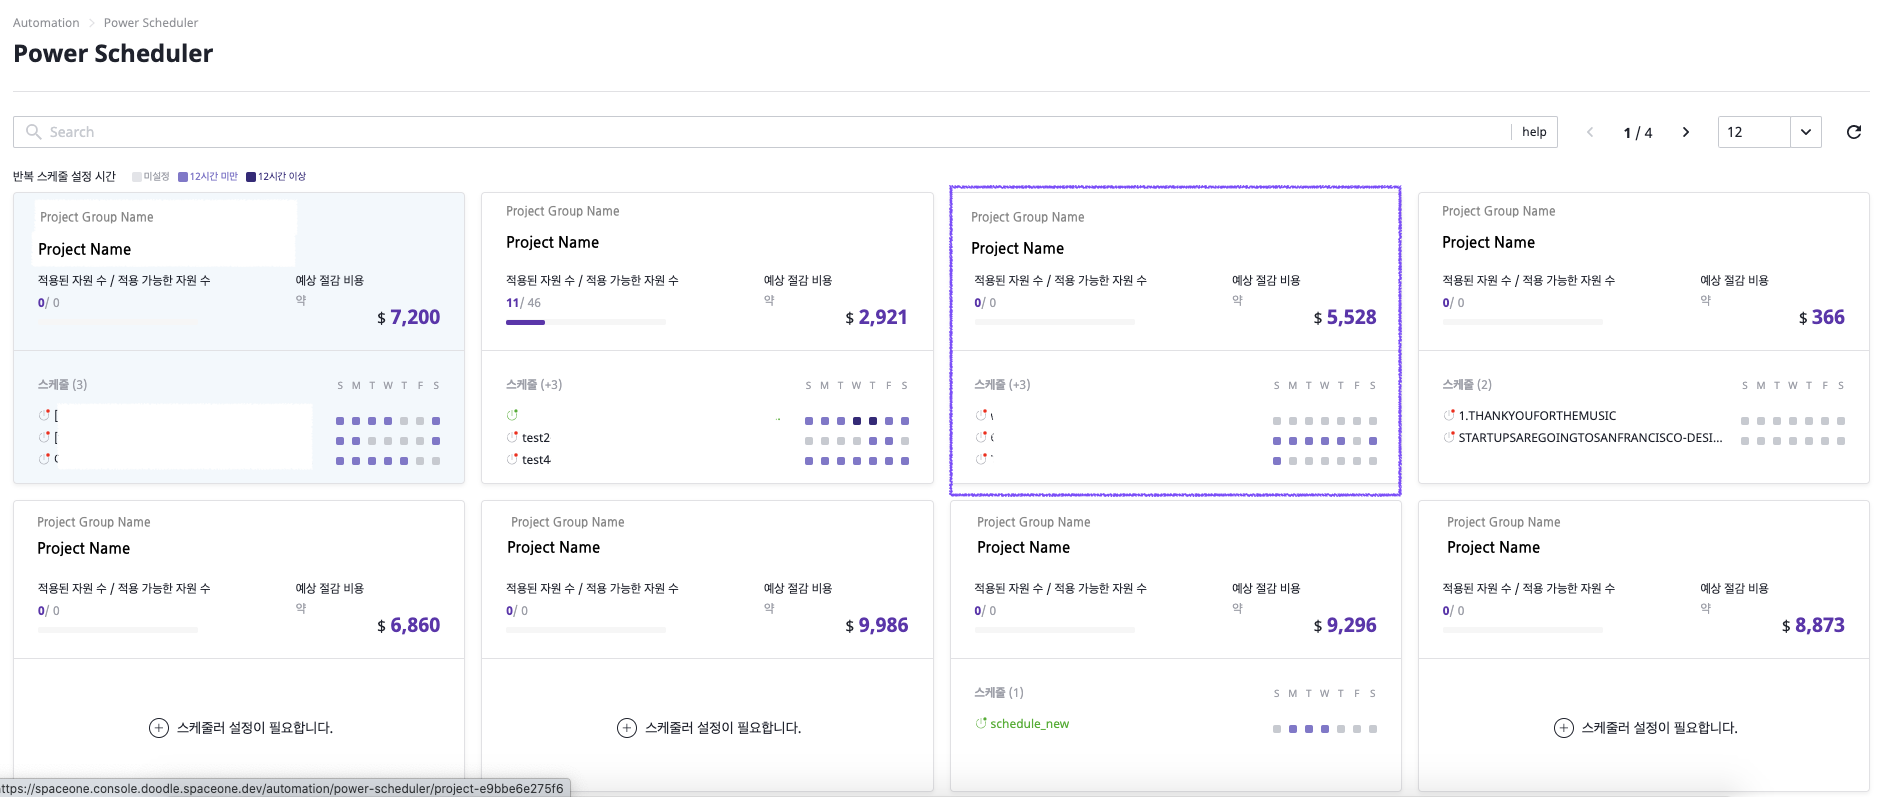 Automation > Power Scheduler
Power Scheduler
Search help 1 / 4 12
반복 스케줄 설정 시간 미설정 12시간 미만 12시간 이상
Project Group Name
Project Name
적용된 자원 수 / 적용 가능한 자원 수 예상 절감 비용
0/ 0 약
$ 7,200
스케줄 (3) S M T W T F S
[
[
Project Group Name
Project Name
적용된 자원 수 / 적용 가능한 자원 수 예상 절감 비용
11/ 46 약
$ 2,921
스케줄 (+3) S M T W T F S
test2
test4
Project Group Name
Project Name
적용된 자원 수 / 적용 가능한 자원 수 예상 절감 비용
0/ 0 약
$ 5,528
스케줄 (+3) S M T W T F S
Project Group Name
Project Name
적용된 자원 수 / 적용 가능한 자원 수 예상 절감 비용
0/ 0 약
$ 366
스케줄 (2) S M T W T F S
1.THANKYOUFORTHEMUSIC
STARTUPSAREGOINGTOSANFRANCISCO-DESI...
Project Group Name
Project Name
적용된 자원 수 / 적용 가능한 자원 수 예상 절감 비용
0/ 0 약
$ 6,860
스케줄러 설정이 필요합니다.
Project Group Name
Project Name
적용된 자원 수 / 적용 가능한 자원 수 예상 절감 비용
0/ 0 약
$ 9,986
스케줄러 설정이 필요합니다.
Project Group Name
Project Name
적용된 자원 수 / 적용 가능한 자원 수 예상 절감 비용
0/ 0 약
$ 9,296
스케줄 (1) S M T W T F S
schedule_new
Project Group Name
Project Name
적용된 자원 수 / 적용 가능한 자원 수 예상 절감 비용
0/ 0 약
$ 8,873
스케줄러 설정이 필요합니다.
ttps://spaceone.console.doodle.spaceone.dev/automation/power-scheduler/project-e9bbe6e275f6